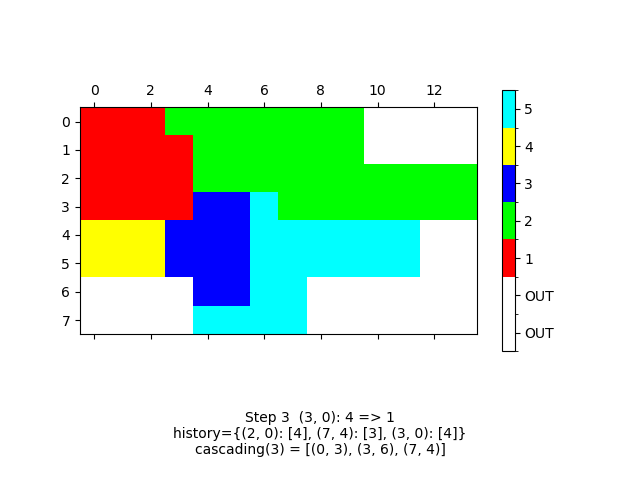 0 2 4 6 8 10 12
0
1
2
3
4
5
6
7
5
4
3
2
1
OUT
OUT
Step 3  (3, 0): 4 => 1
history={(2, 0): [4], (7, 4): [3], (3, 0): [4]}
cascading(3) = [(0, 3), (3, 6), (7, 4)]